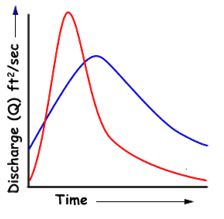 Discharge (Q) ft²/sec
Time